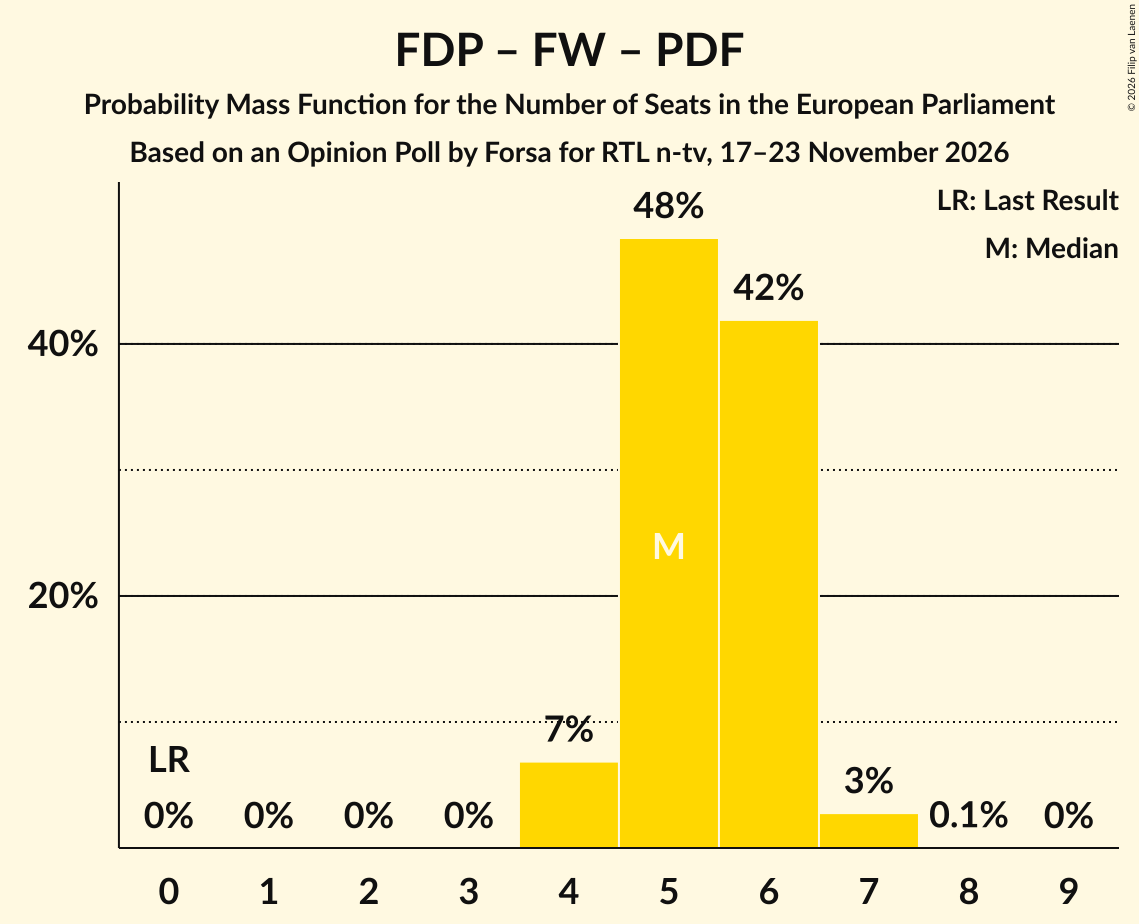 FDP – FW – PDF
Probability Mass Function for the Number of Seats in the European Parliament
Based on an Opinion Poll by Forsa for RTL n-tv, 17–23 November 2026
© 2026 Filip van Laenen
LR: Last Result
M: Median
48%
42%
40%
M
20%
7%
LR
3%
0% 0% 0% 0% 0.1% 0%
0 1 2 3 4 5 6 7 8 9